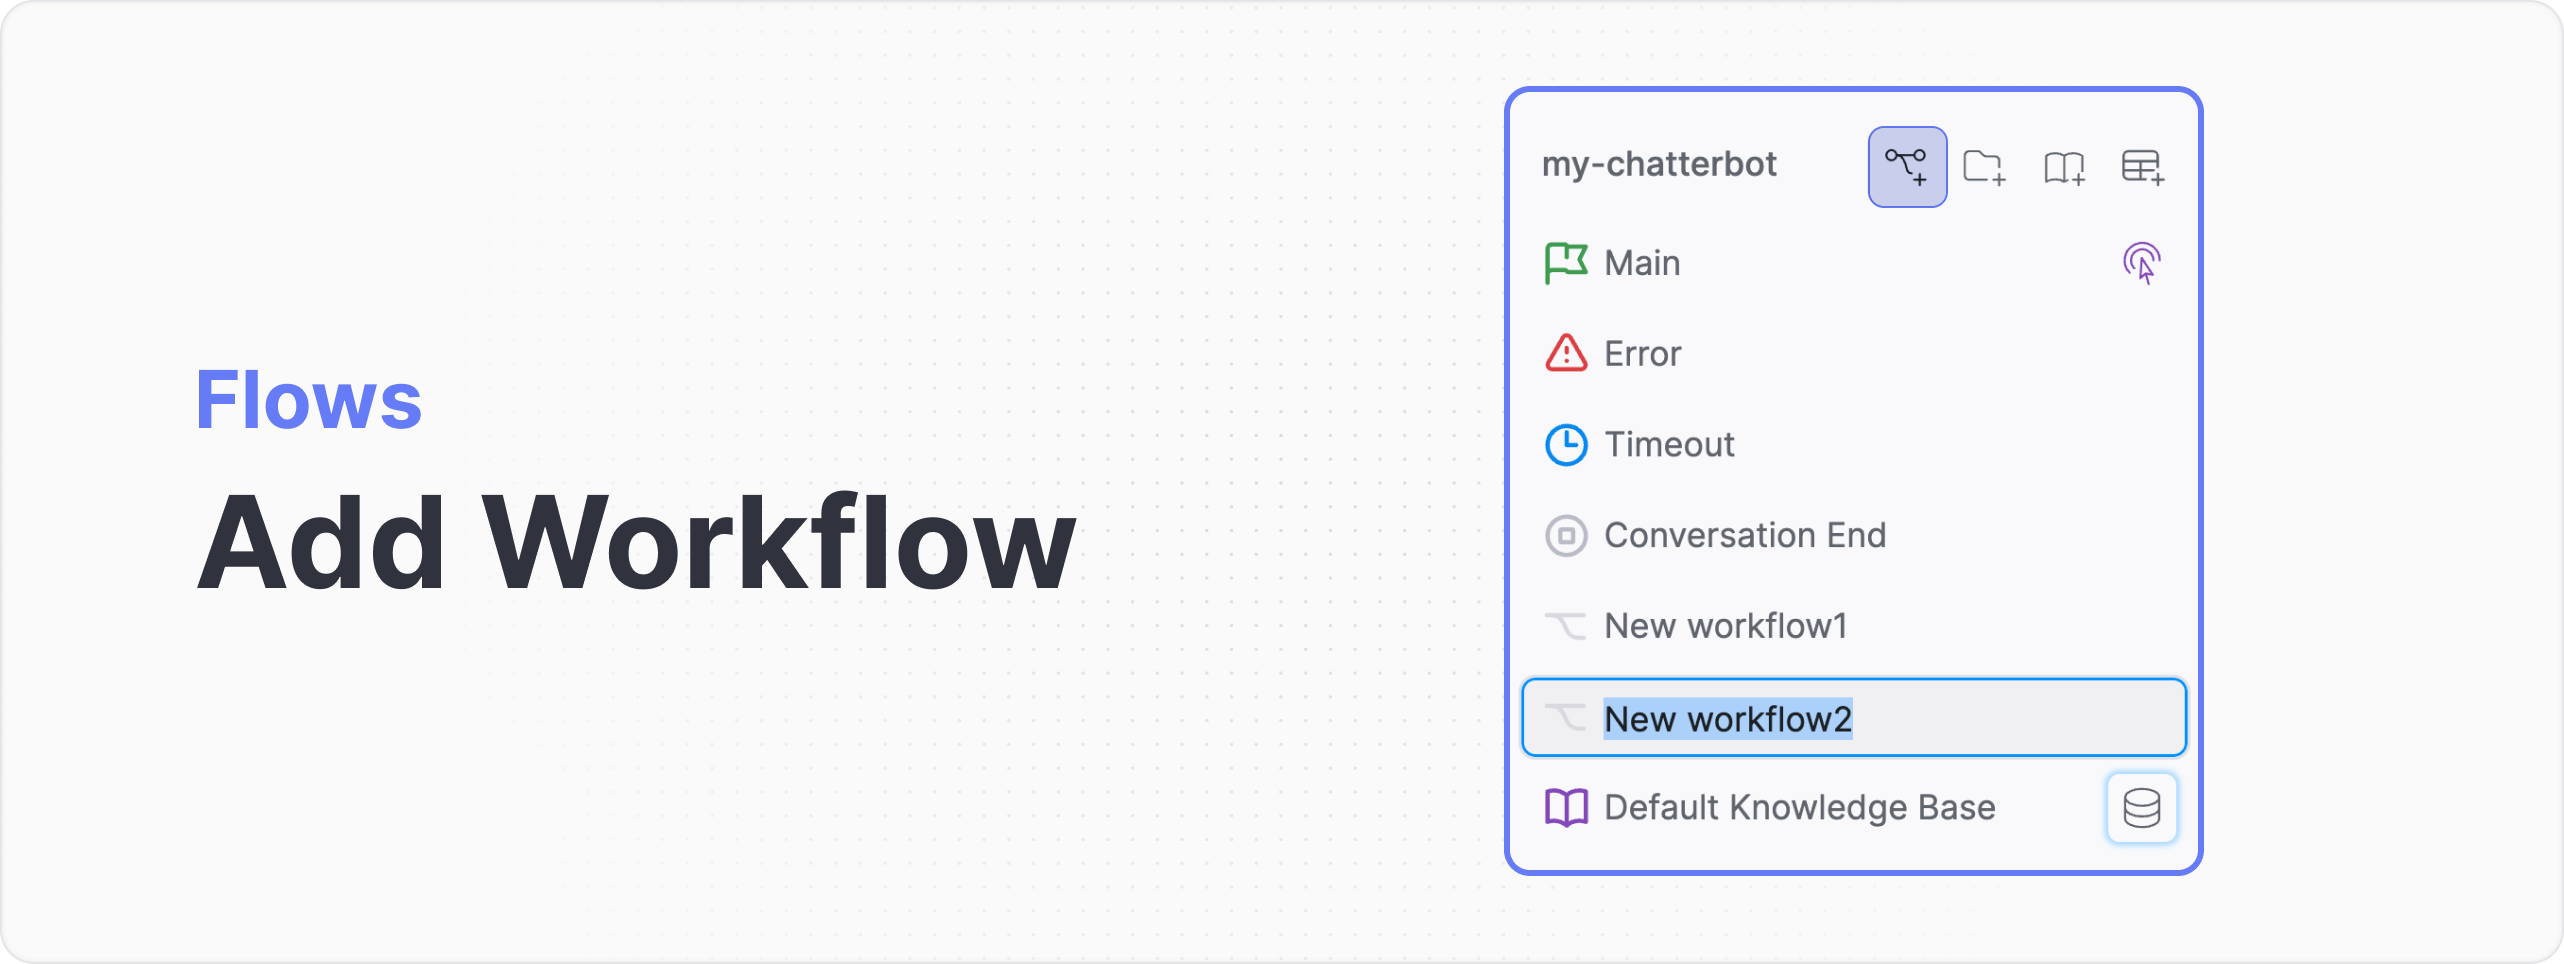 Flows
Add Workflow
my-chatterbot
Main
Error
Timeout
Conversation End
New workflow1
New workflow2
Default Knowledge Base